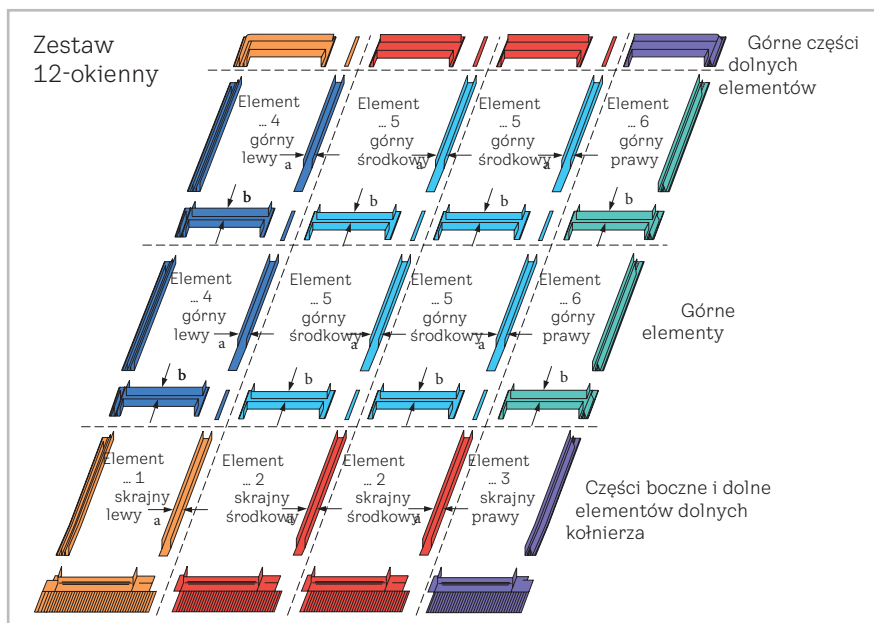 Zestaw
12-okienny
Górne części
dolnych
elementów
Element
... 4
górny
lewy
a
Element
... 5
górny
środkowy
a
Element
... 5
górny
środkowy
a
Element
... 6
górny
prawy
b
b
b
b
Element
... 4
górny
lewy
a
Element
... 5
górny
środkowy
a
Element
... 5
górny
środkowy
a
Element
... 6
górny
prawy
Górne
elementy
b
b
b
b
Element
... 1
skrajny
lewy
a
Element
... 2
skrajny
środkowy
a
Element
... 2
skrajny
środkowy
a
Element
... 3
skrajny
prawy
Części boczne i dolne
elementów dolnych
kołnierza